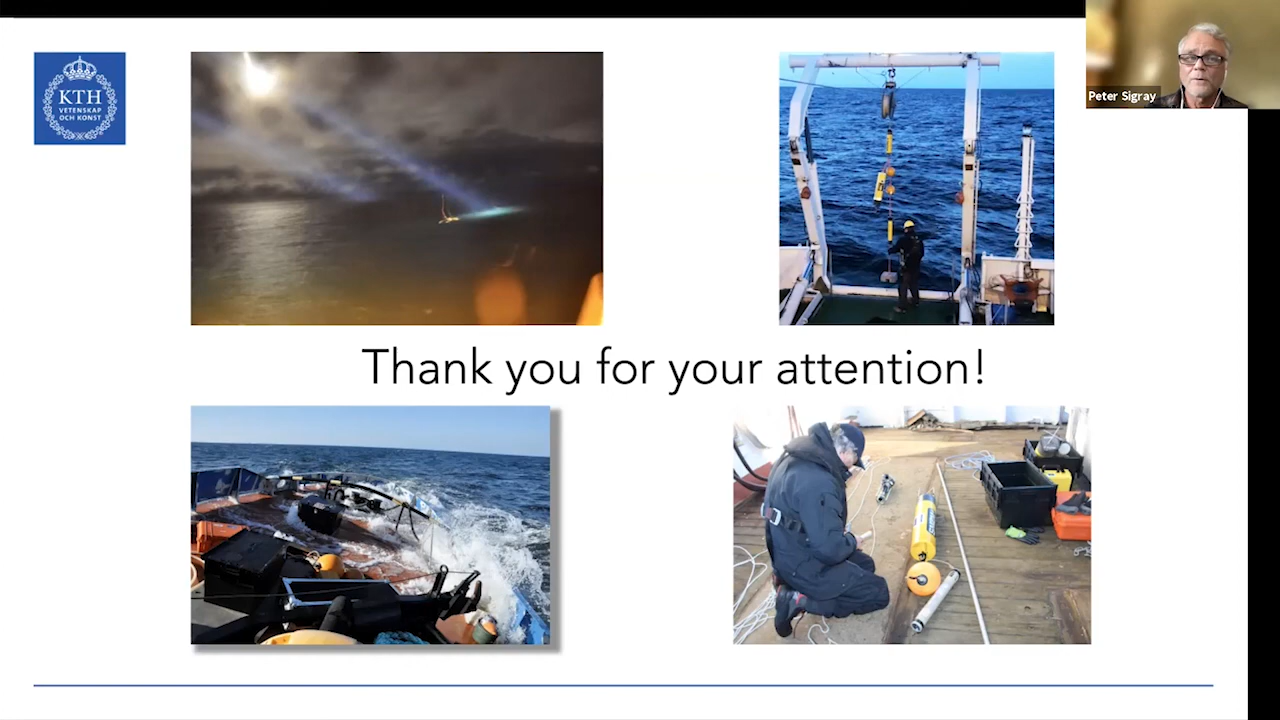 KTH
VETENSKAP
OCH KONST
Peter Sigray
Thank you for your attention!